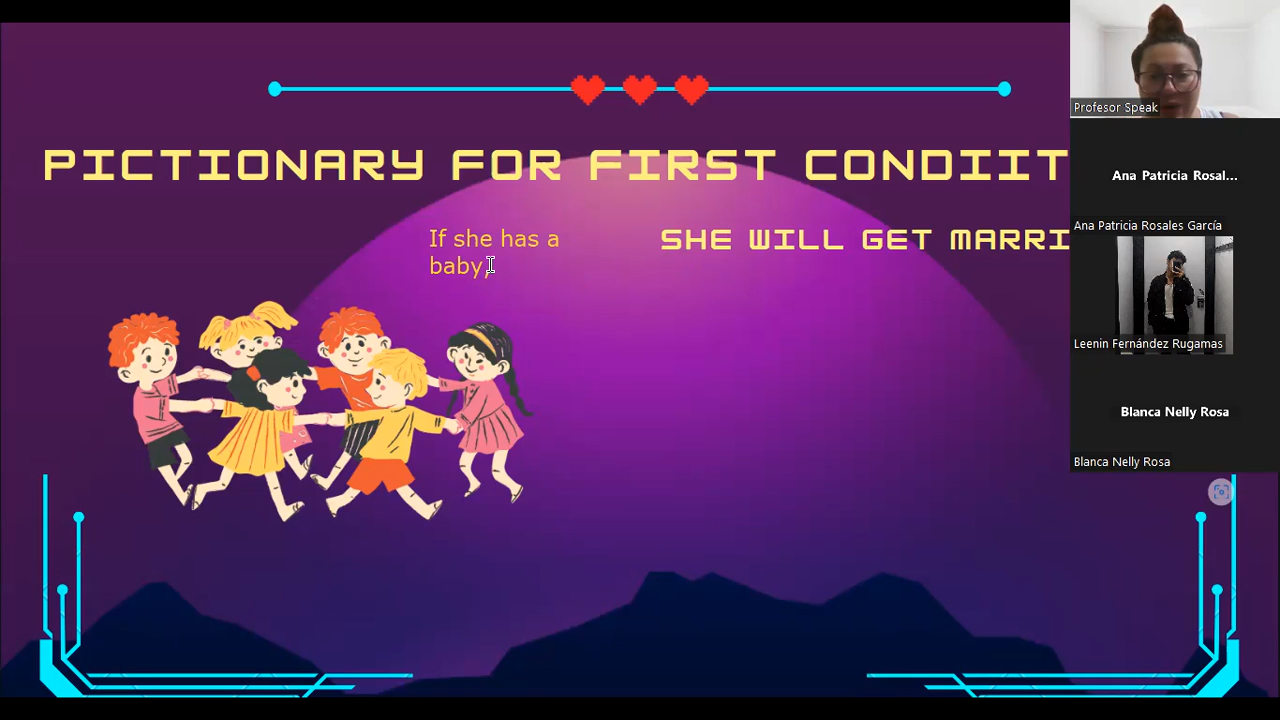 PICTIONARY FOR FIRST CONDIIT
If she has a
baby,
SHE WILL GET MARRI
Profesor Speak
Ana Patricia Rosal...
Ana Patricia Rosales García
Leenin Fernández Rugamas
Blanca Nelly Rosa
Blanca Nelly Rosa